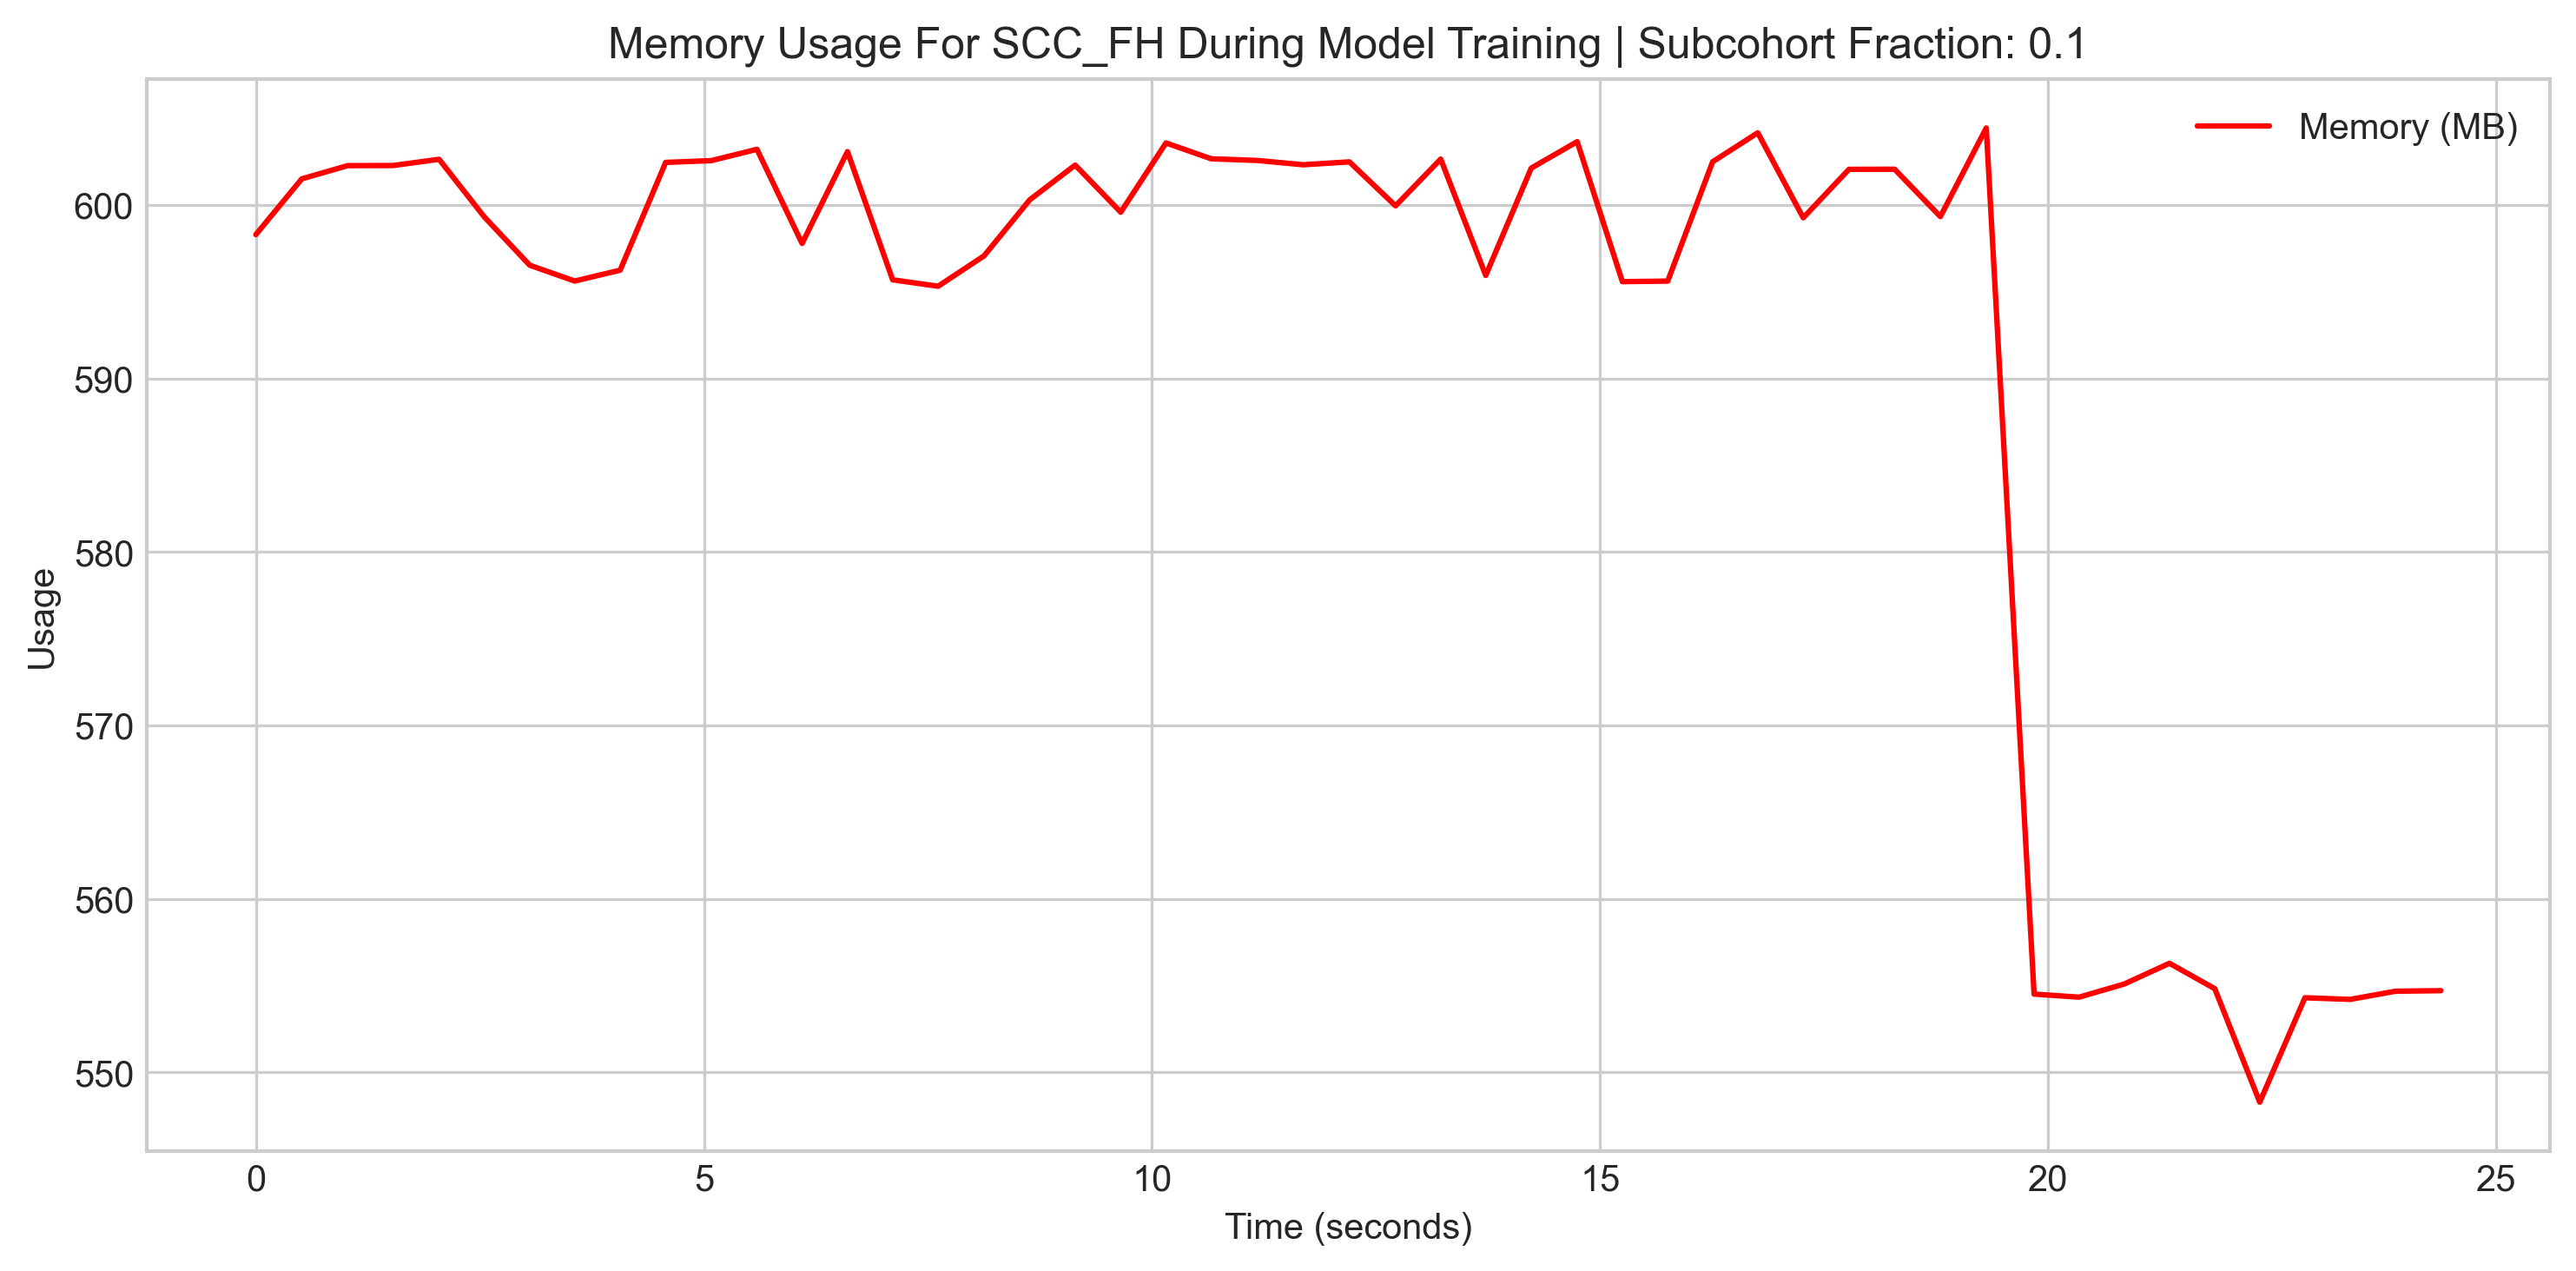 Memory Usage For SCC_FH During Model Training | Subcohort Fraction: 0.1
Memory (MB)
600
590
580
570
560
550
Usage
0 5 10 15 20 25
Time (seconds)